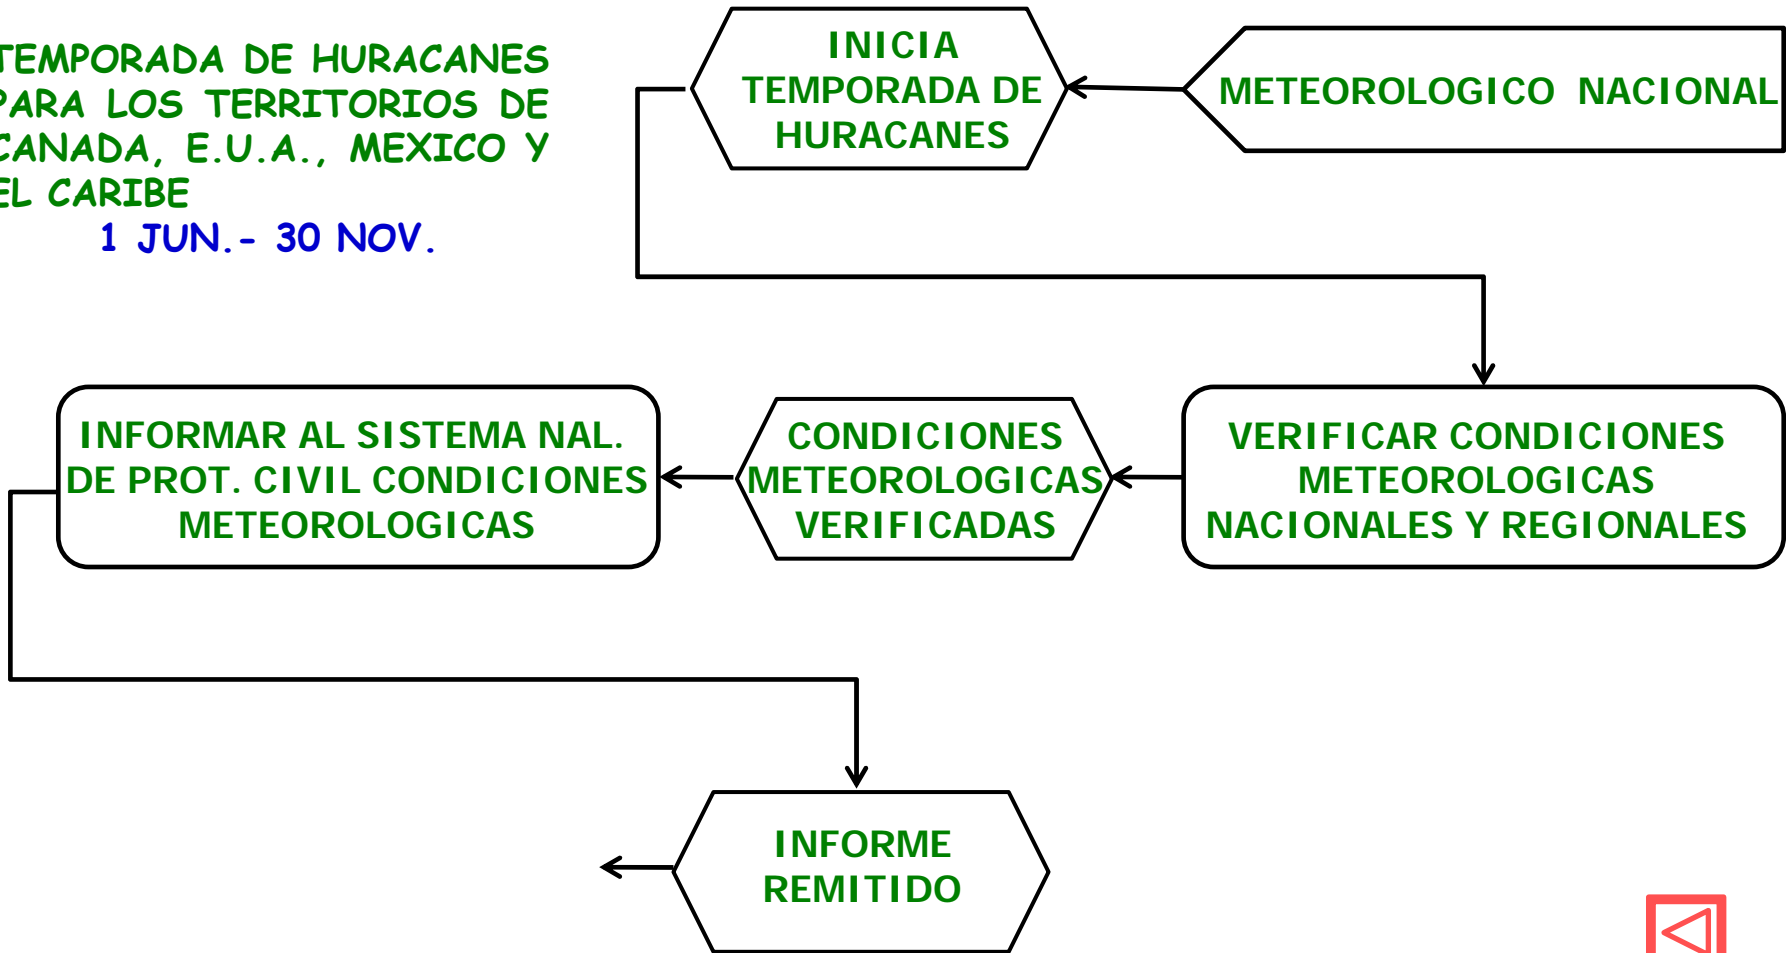 TEMPORADA DE HURACANES
PARA LOS TERRITORIOS DE
CANADA, E.U.A., MEXICO Y
EL CARIBE
1 JUN.- 30 NOV.
INICIA
TEMPORADA DE
HURACANES
METEOROLOGICO NACIONAL
INFORMAR AL SISTEMA NAL.
DE PROT. CIVIL CONDICIONES
METEOROLOGICAS
CONDICIONES
METEOROLOGICAS
VERIFICADAS
VERIFICAR CONDICIONES
METEOROLOGICAS
NACIONALES Y REGIONALES
INFORME
REMITIDO